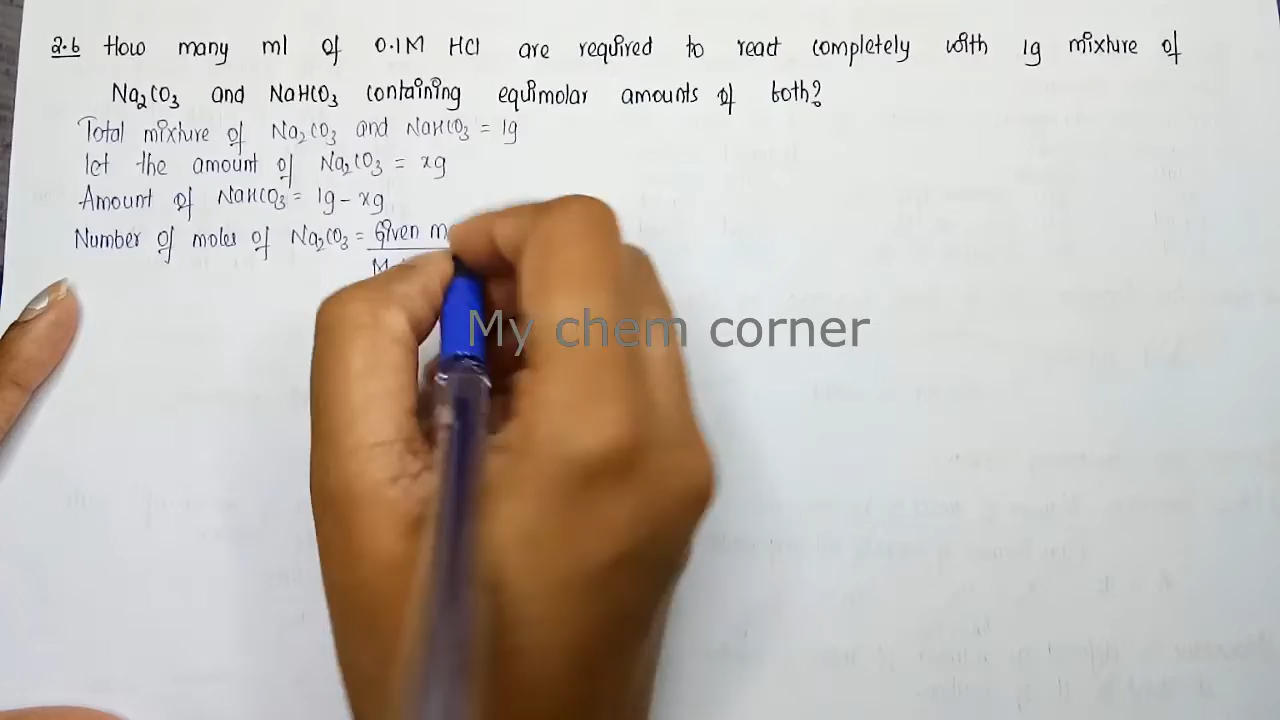 2.6 How many ml of 0.1M HCl are required to react completely with 1g mixture of
Na2CO3 and NaHCO3 containing equimolar amounts of both?
Total mixture of Na2CO3 and NaHCO3 = 1g
let the amount of Na2CO3 = xg
Amount of NaHCO3 = 1g - xg
Number of moles of Na2CO3 = Given m
My chem corner